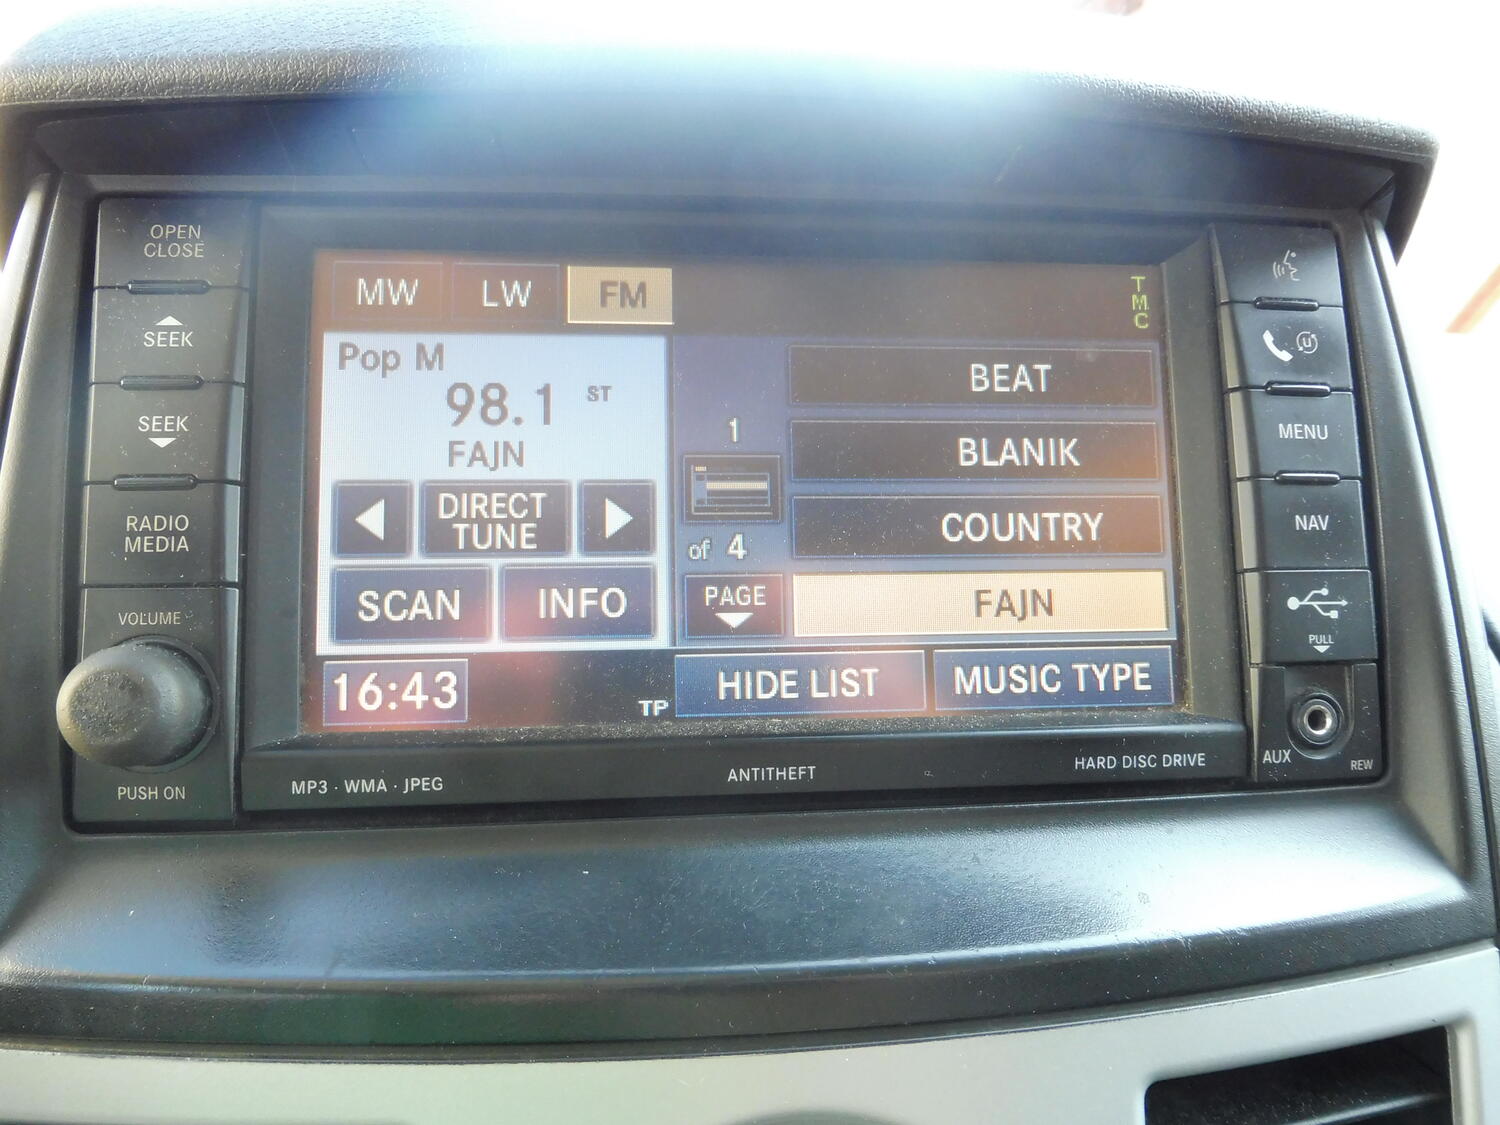 OPEN
CLOSE
SEEK
SEEK
RADIO
MEDIA
VOLUME
PUSH ON
MW
LW
FM
TMC
Pop M
98.1 ST
FAJN
DIRECT
TUNE
SCAN
INFO
1
of 4
PAGE
BEAT
BLANIK
COUNTRY
FAJN
16:43
TP
HIDE LIST
MUSIC TYPE
MP3 · WMA · JPEG
ANTITHEFT
HARD DISC DRIVE
u
MENU
NAV
PULL
AUX
REW